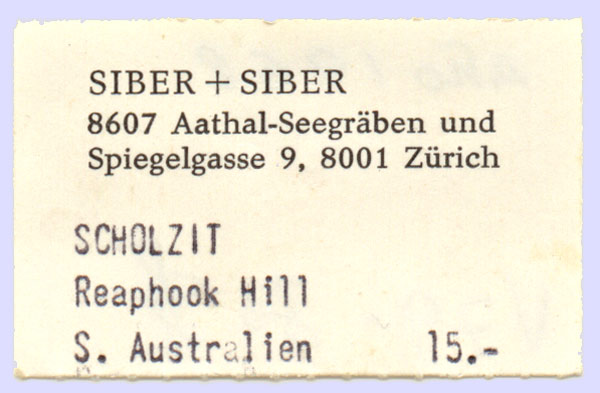 SIBER + SIBER
8607 Aathal-Seegräben und
Spiegelgasse 9, 8001 Zürich
SCHOLZIT
Reaphook Hill
S. Australien 15.-